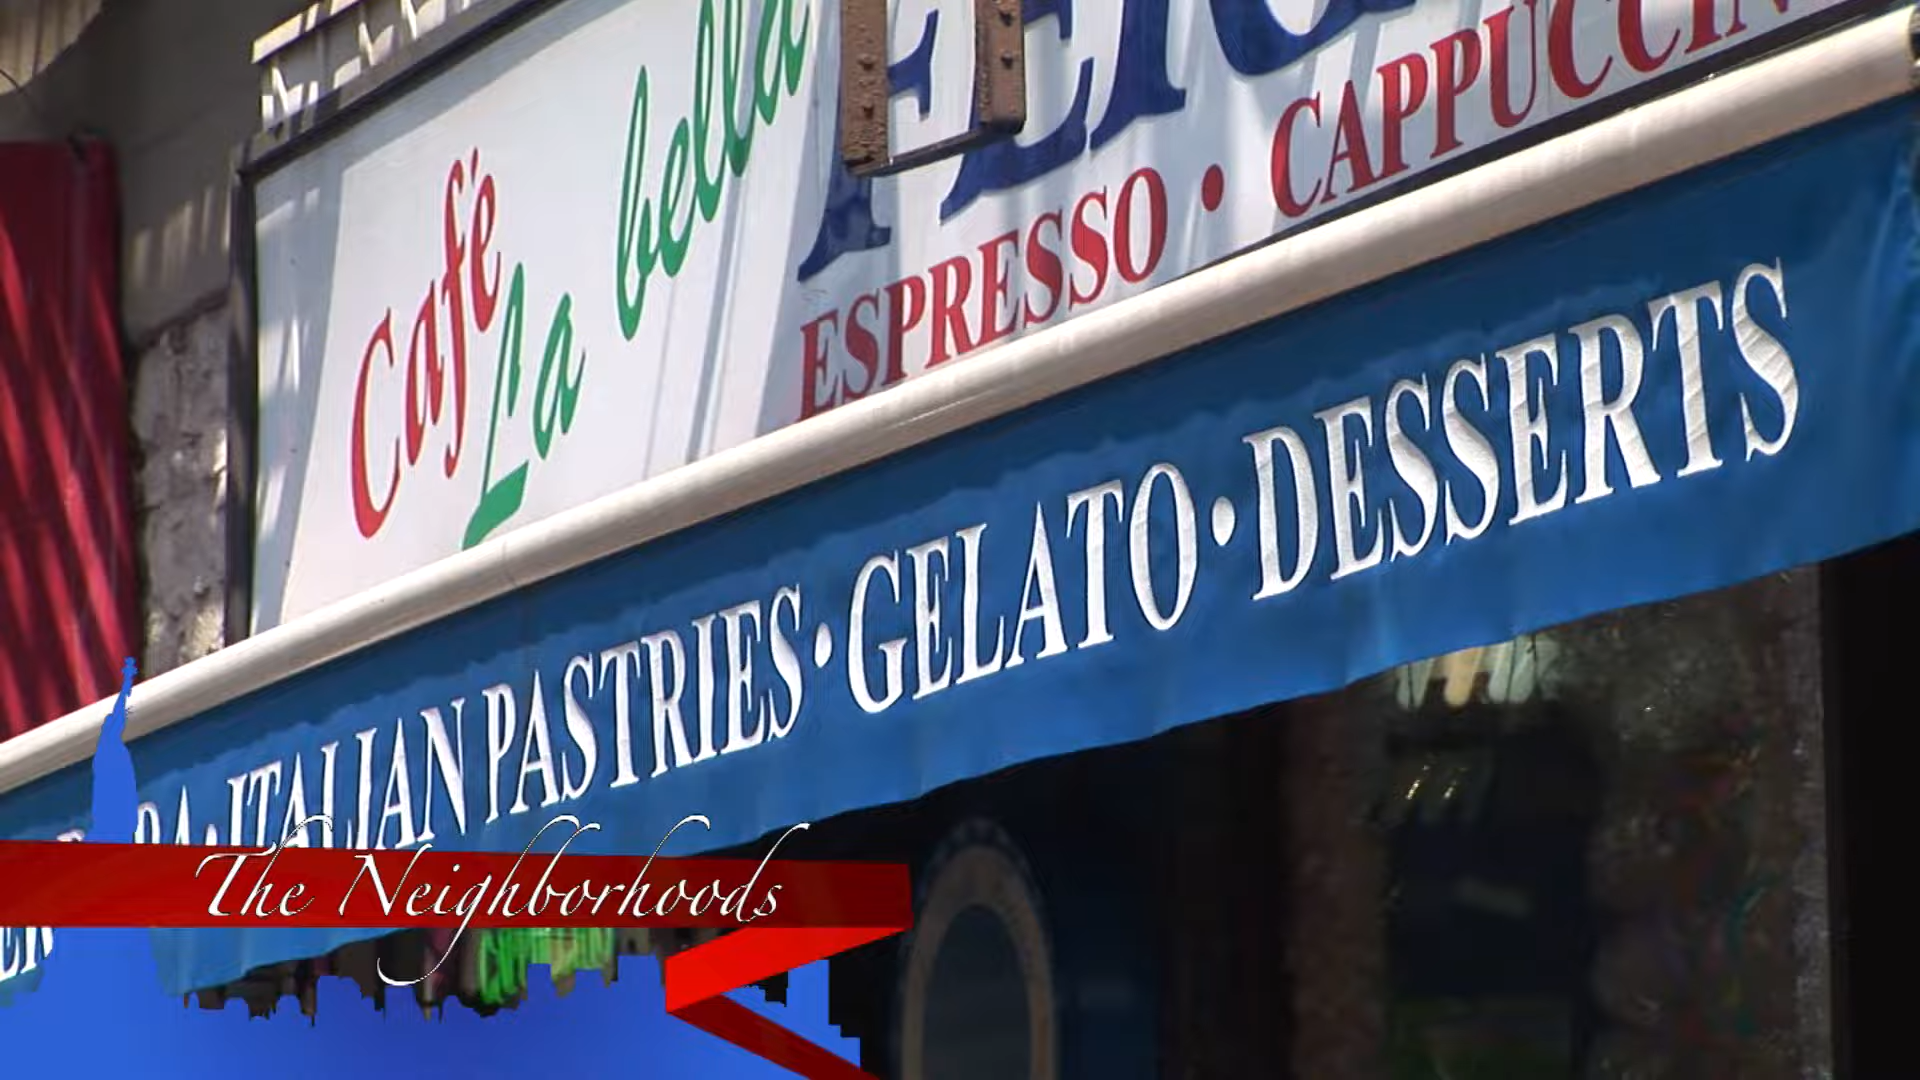 Café
La bella
ESPRESSO • CAPPUCCIN
ITALIAN PASTRIES • GELATO • DESSERTS
The Neighborhoods